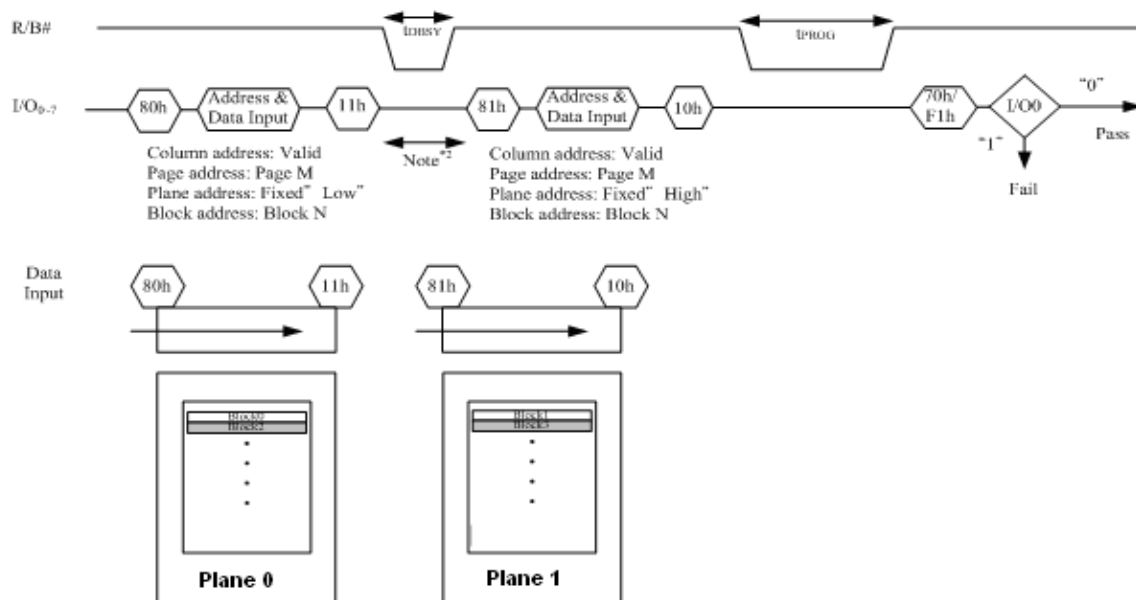 R/B#
tDBSY
tPROG
I/O0~7
80h
Address &
Data Input
11h
81h
Address &
Data Input
10h
70h/
F1h
I/O0
"0"
Pass
"1"
Fail
Note*2
Column address: Valid
Page address: Page M
Plane address: Fixed" Low"
Block address: Block N
Column address: Valid
Page address: Page M
Plane address: Fixed" High"
Block address: Block N
Data
Input
80h
11h
81h
10h
Block0
Block2
Block1
Block3
Plane 0
Plane 1